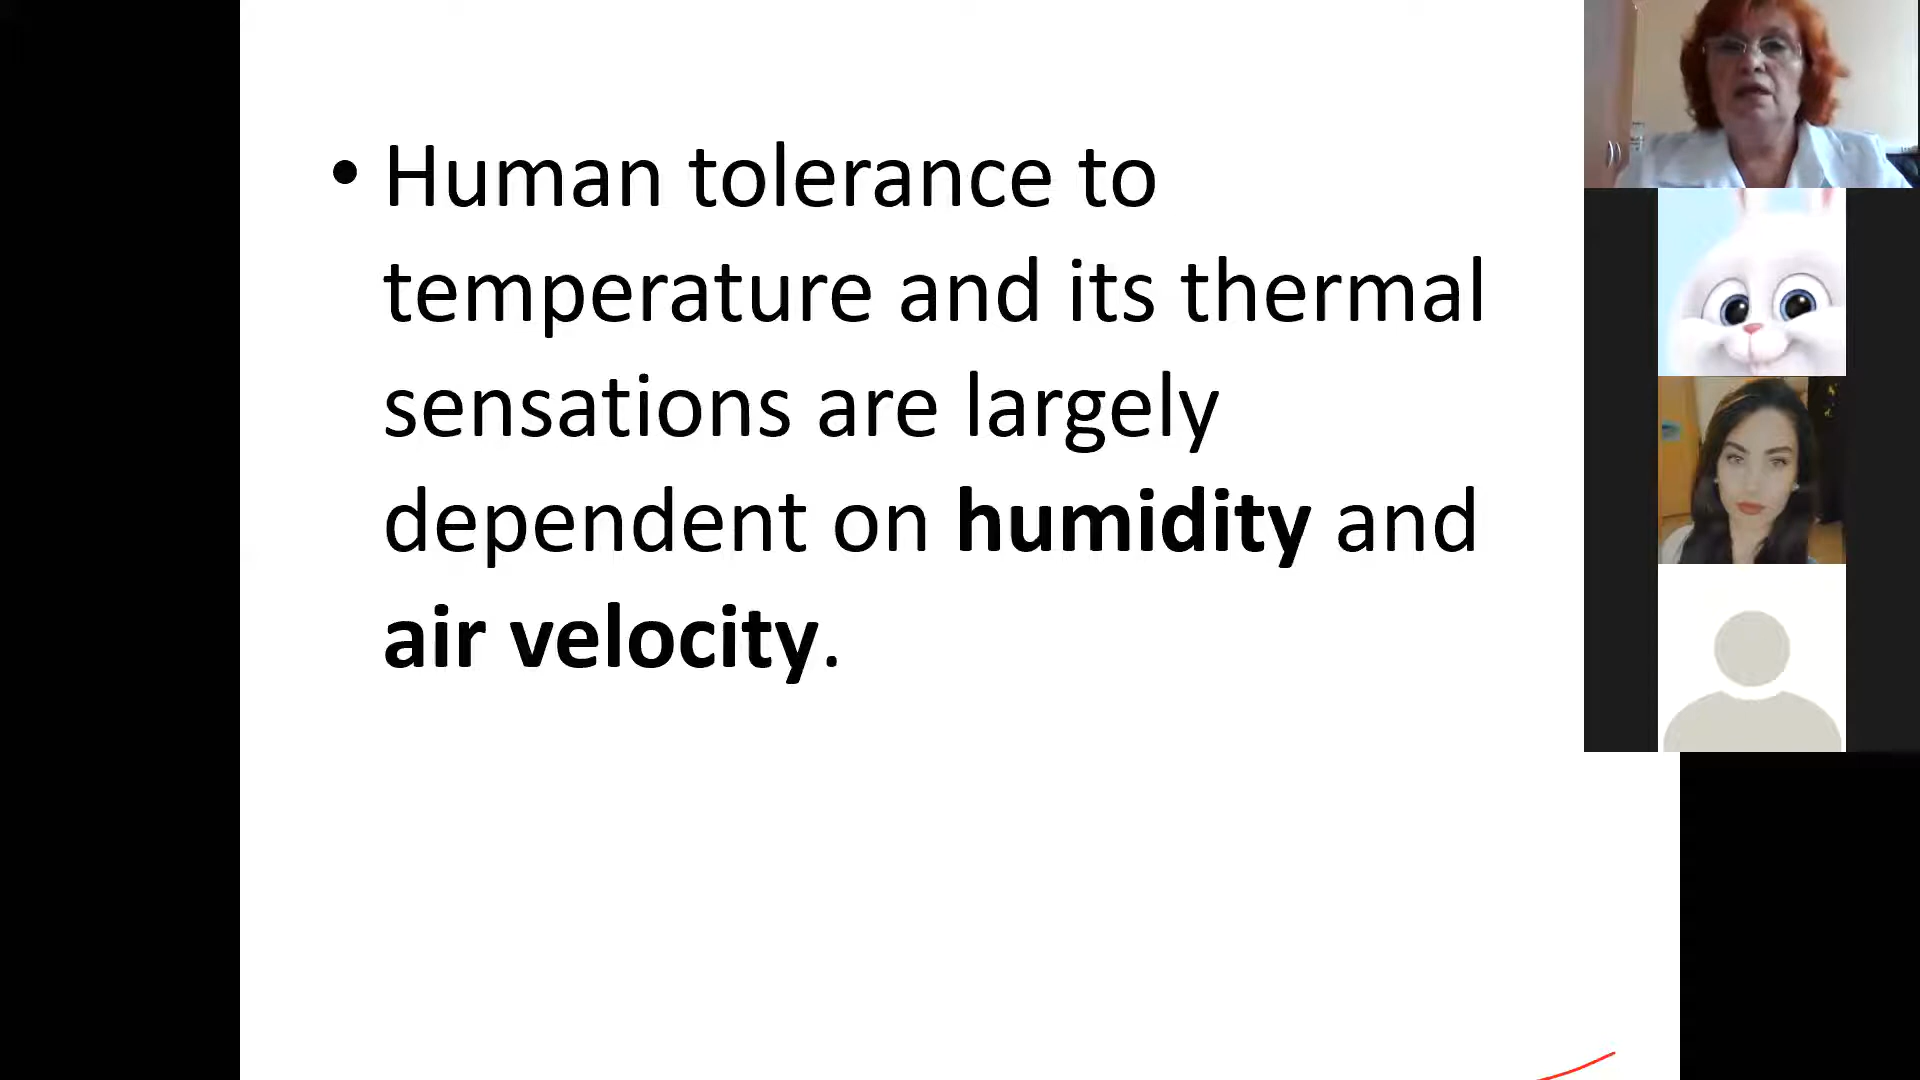 • Human tolerance to
temperature and its thermal
sensations are largely
dependent on humidity and
air velocity.